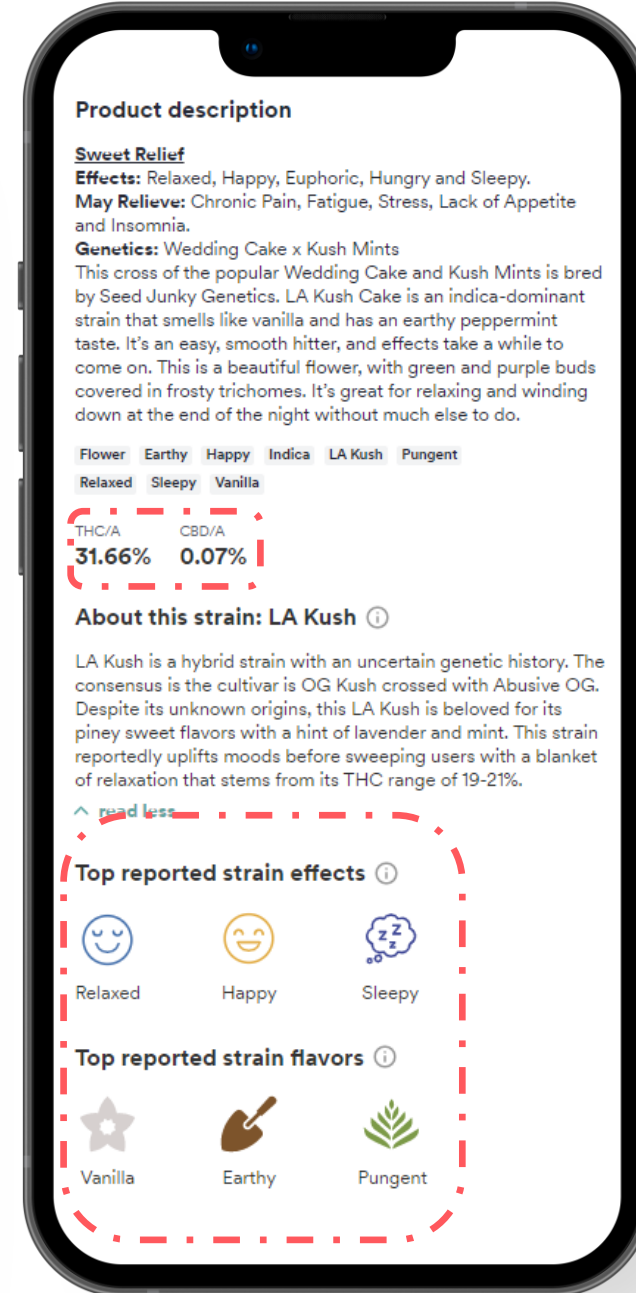 Product description
Sweet Relief
Effects: Relaxed, Happy, Euphoric, Hungry and Sleepy.
May Relieve: Chronic Pain, Fatigue, Stress, Lack of Appetite
and Insomnia.
Genetics: Wedding Cake x Kush Mints
This cross of the popular Wedding Cake and Kush Mints is bred
by Seed Junky Genetics. LA Kush Cake is an indica-dominant
strain that smells like vanilla and has an earthy peppermint
taste. It's an easy, smooth hitter, and effects take a while to
come on. This is a beautiful flower, with green and purple buds
covered in frosty trichomes. It's great for relaxing and winding
down at the end of the night without much else to do.
Flower Earthy Happy Indica LA Kush Pungent
Relaxed Sleepy Vanilla
THC/A CBD/A
31.66% 0.07%
About this strain: LA Kush
LA Kush is a hybrid strain with an uncertain genetic history. The
consensus is the cultivar is OG Kush crossed with Abusive OG.
Despite its unknown origins, this LA Kush is beloved for its
piney sweet flavors with a hint of lavender and mint. This strain
reportedly uplifts moods before sweeping users with a blanket
of relaxation that stems from its THC range of 19-21%.
read less
Top reported strain effects
z z z
Relaxed Happy Sleepy
Top reported strain flavors
Vanilla Earthy Pungent